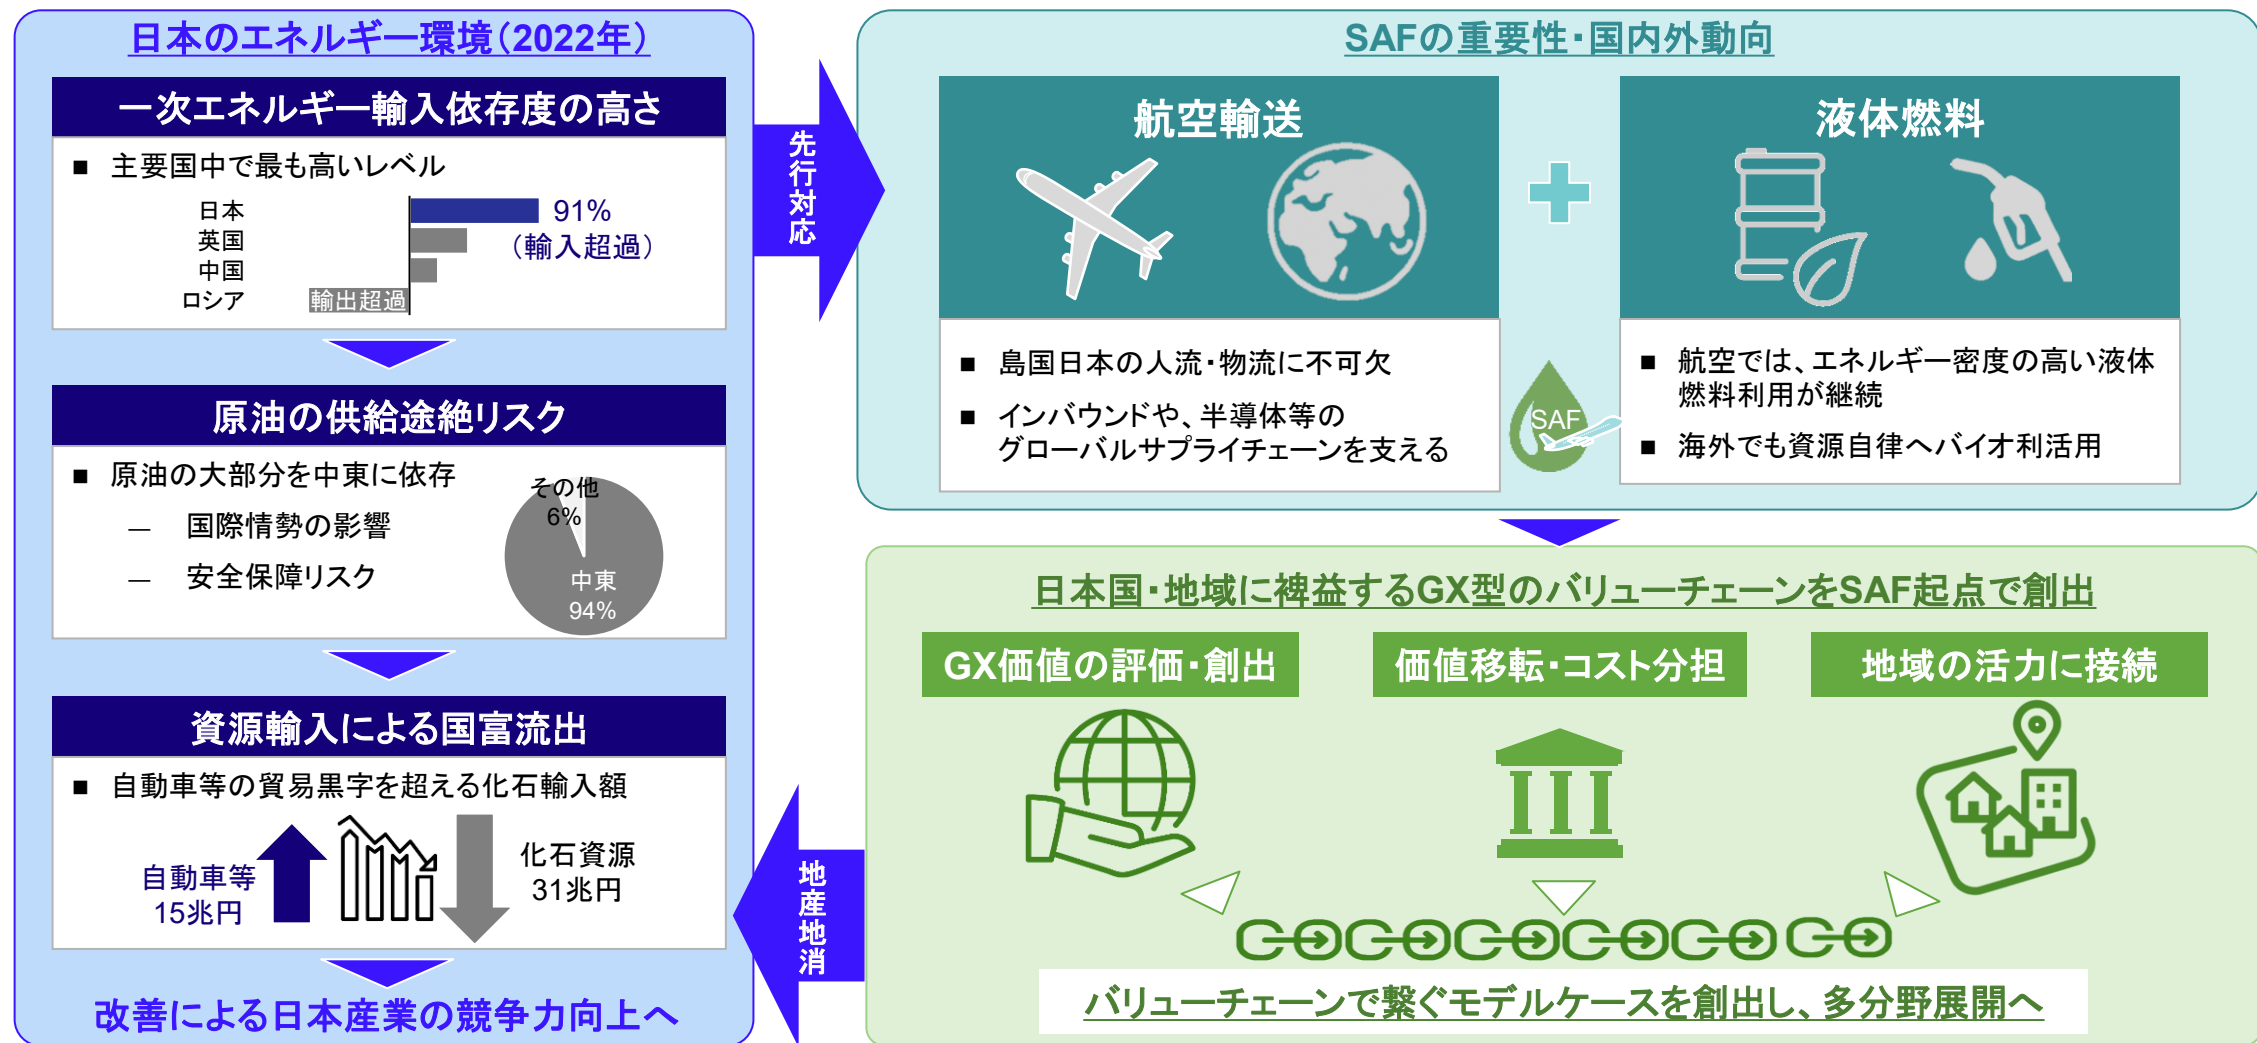 日本のエネルギー環境（2022年）
一次エネルギー輸入依存度の高さ
■ 主要国中で最も高いレベル
日本
91%
英国
（輸入超過）
中国
ロシア
輸出超過
原油の供給途絶リスク
■ 原油の大部分を中東に依存
― 国際情勢の影響
― 安全保障リスク
その他
6%
中東
94%
資源輸入による国富流出
■ 自動車等の貿易黒字を超える化石輸入額
自動車等
15兆円
化石資源
31兆円
改善による日本産業の競争力向上へ
先行対応
SAFの重要性・国内外動向
航空輸送
■ 島国日本の人流・物流に不可欠
■ インバウンドや、半導体等の
グローバルサプライチェーンを支える
SAF
液体燃料
■ 航空では、エネルギー密度の高い液体
燃料利用が継続
■ 海外でも資源自律へバイオ利活用
日本国・地域に裨益するGX型のバリューチェーンをSAF起点で創出
GX価値の評価・創出
価値移転・コスト分担
地域の活力に接続
バリューチェーンで繋ぐモデルケースを創出し、多分野展開へ
地産地消